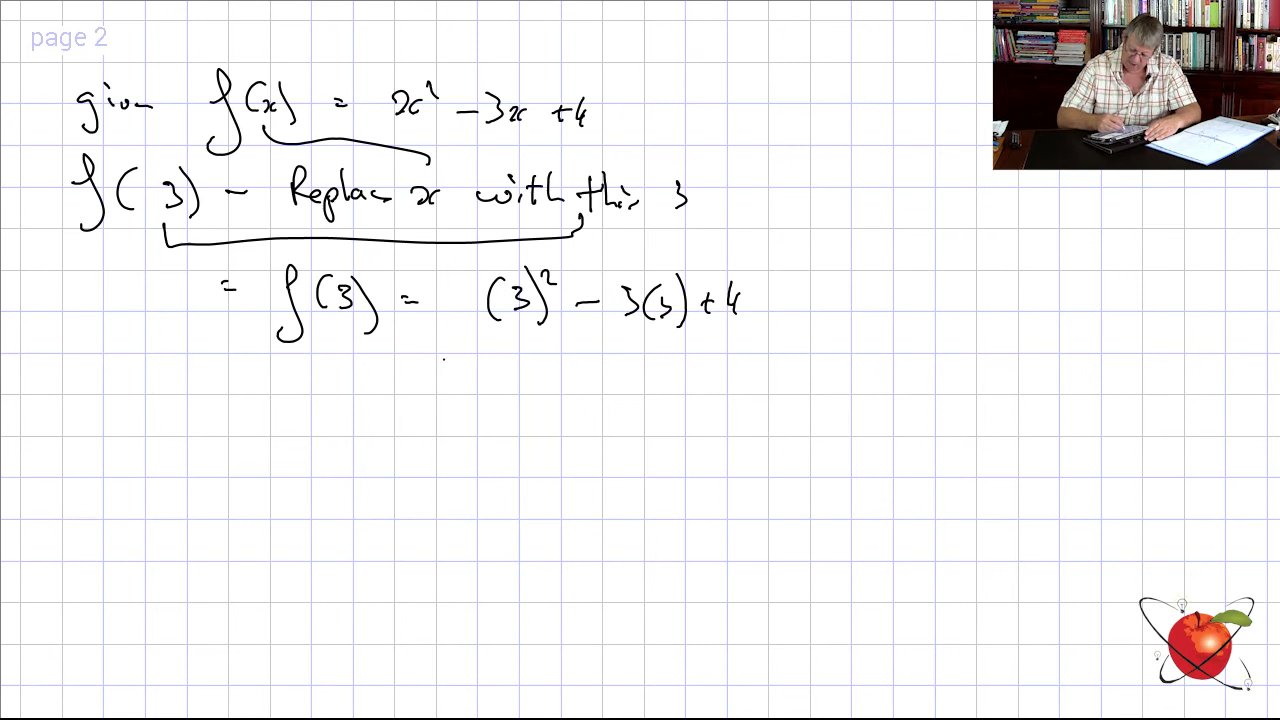 page 2
given f(x) = x² - 3x + 4
f(3) - Replace x with this 3
= f(3) = (3)² - 3(3) + 4